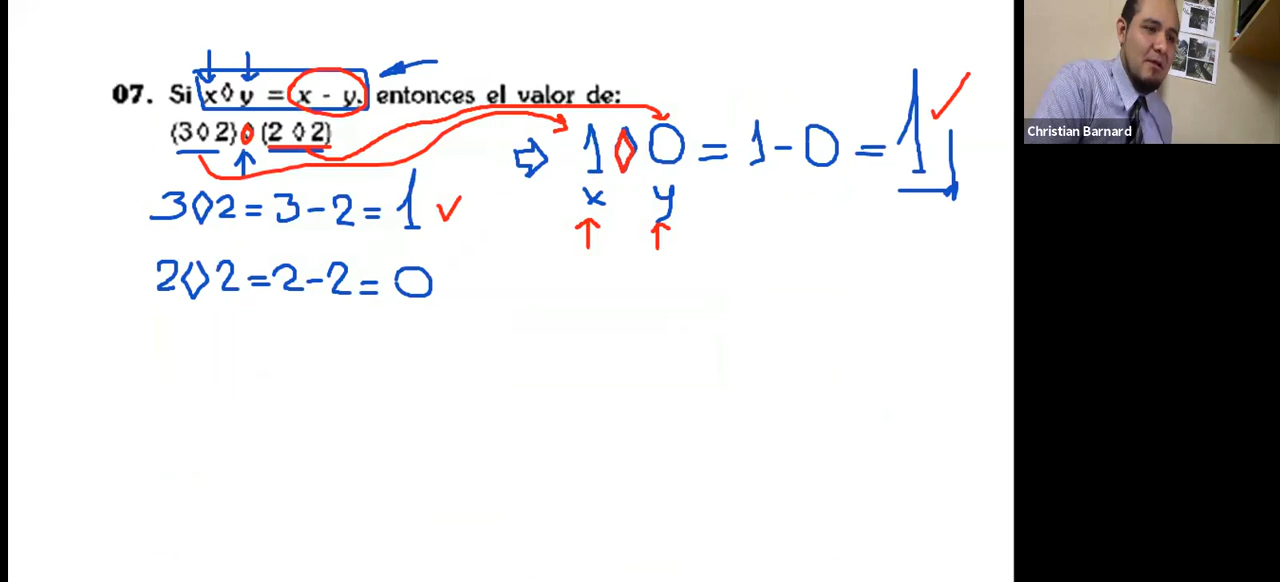 07. Si x◊y = x - y. entonces el valor de:
(3◊2)◊(2◊2)
⇨ 1◊0 = 1-0 = 1
x y
3◊2 = 3-2 = 1 ✓
2◊2 = 2-2 = 0
Christian Barnard